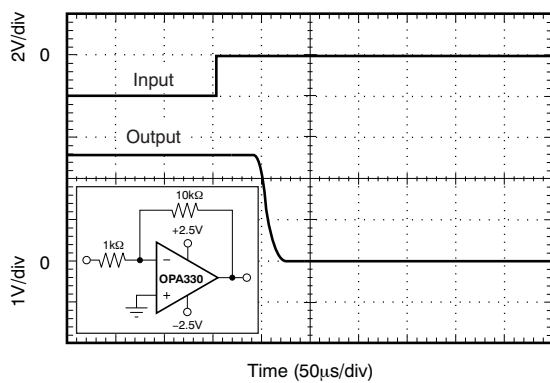 2V/div
0
Input
Output
10kΩ
+2.5V
1kΩ
OPA330
−2.5V
0
1V/div
Time (50µs/div)